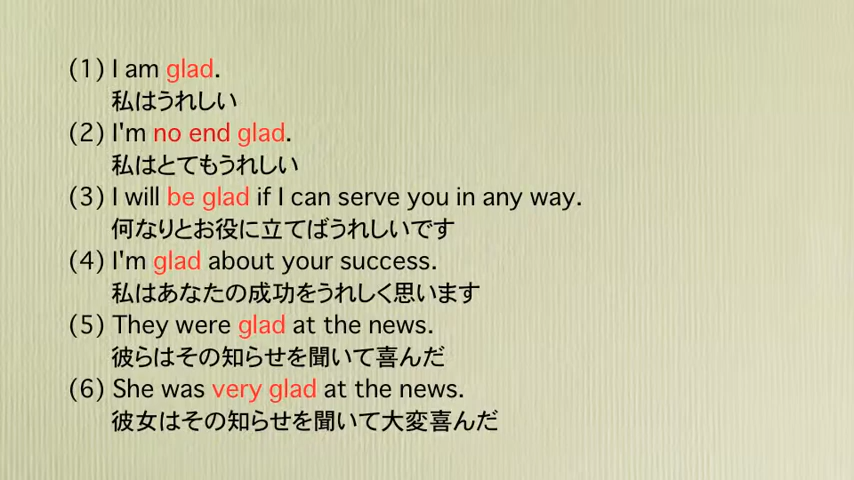 (1) I am glad.
私はうれしい
(2) I'm no end glad.
私はとてもうれしい
(3) I will be glad if I can serve you in any way.
何なりとお役に立てばうれしいです
(4) I'm glad about your success.
私はあなたの成功をうれしく思います
(5) They were glad at the news.
彼らはその知らせを聞いて喜んだ
(6) She was very glad at the news.
彼女はその知らせを聞いて大変喜んだ